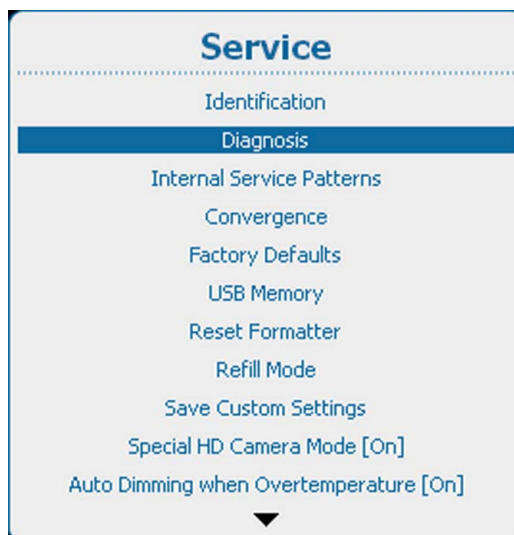 Service
Identification
Diagnosis
Internal Service Patterns
Convergence
Factory Defaults
USB Memory
Reset Formatter
Refill Mode
Save Custom Settings
Special HD Camera Mode [On]
Auto Dimming when Overtemperature [On]